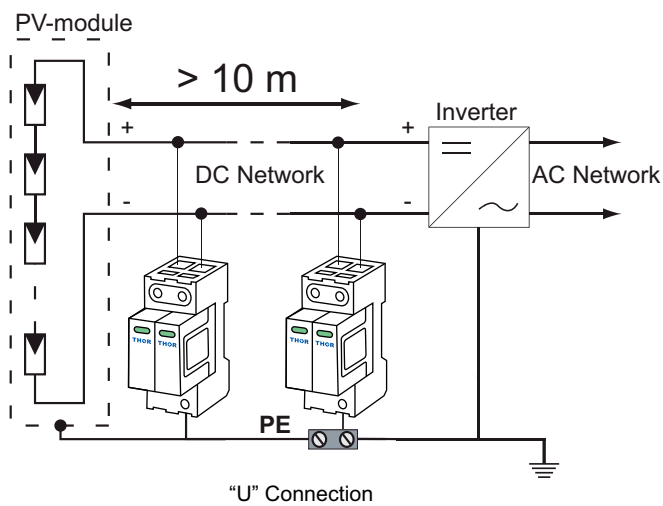 PV-module
> 10 m
+
+
Inverter
DC Network
AC Network
-
-
THOR THOR
THOR THOR
PE
“U” Connection